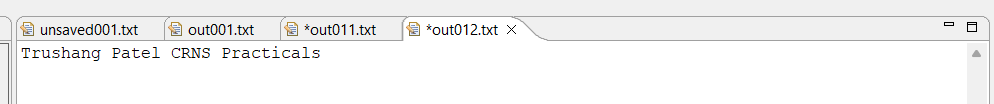 unsaved001.txt out001.txt *out011.txt *out012.txt
Trushang Patel CRNS Practicals